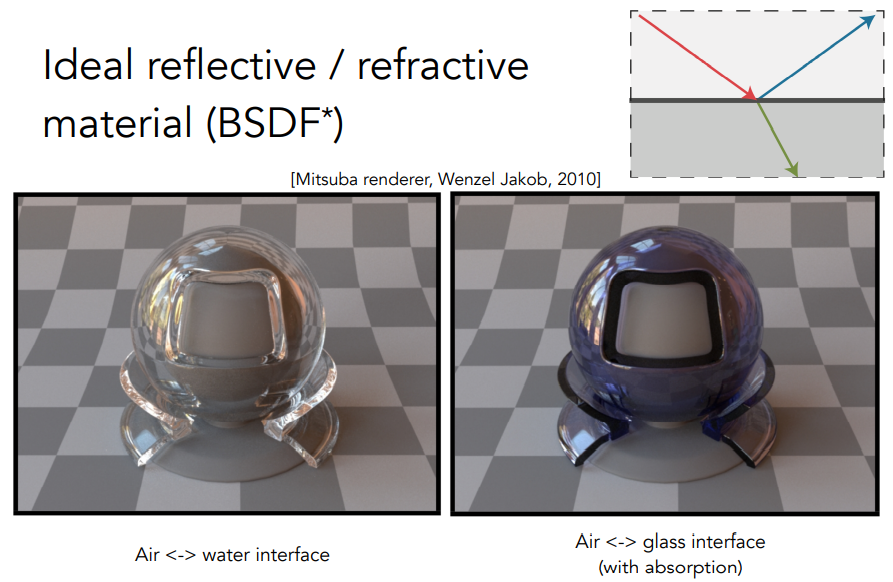 Ideal reflective / refractive
material (BSDF*)
[Mitsuba renderer, Wenzel Jakob, 2010]
Air <-> water interface
Air <-> glass interface
(with absorption)